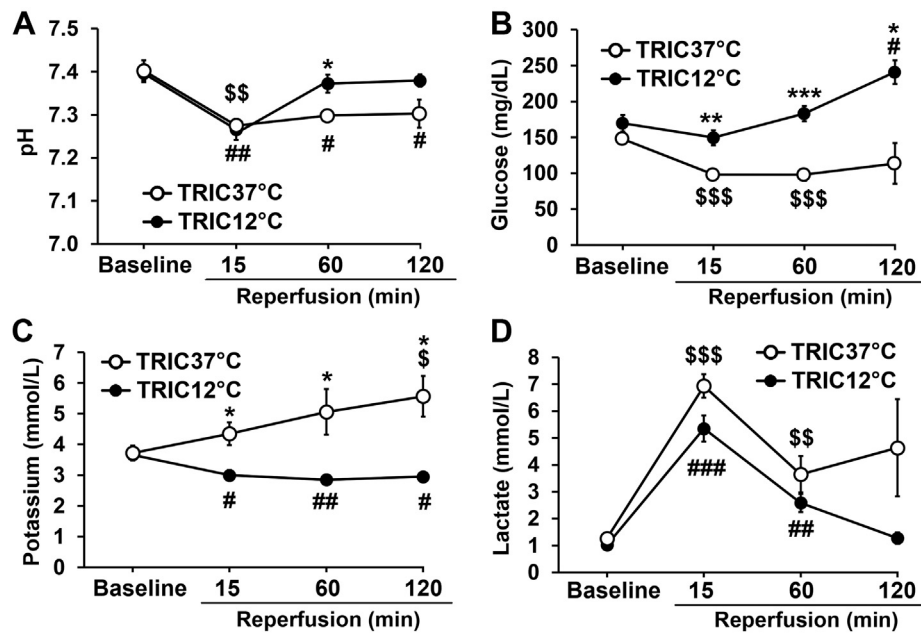 A
7.5
7.4
7.3
7.2
7.1
7.0
pH
$$
*
##
#
#
TRIC37°C
TRIC12°C
Baseline
15
60
120
Reperfusion (min)
B
300
250
200
150
100
50
0
Glucose (mg/dL)
TRIC37°C
TRIC12°C
*
#
**
***
$$$
$$$
Baseline
15
60
120
Reperfusion (min)
C
7
6
5
4
3
2
1
0
Potassium (mmol/L)
TRIC37°C
TRIC12°C
*
*
*
$
#
##
#
Baseline
15
60
120
Reperfusion (min)
D
8
7
6
5
4
3
2
1
0
Lactate (mmol/L)
$$$
TRIC37°C
TRIC12°C
$$
###
##
Baseline
15
60
120
Reperfusion (min)